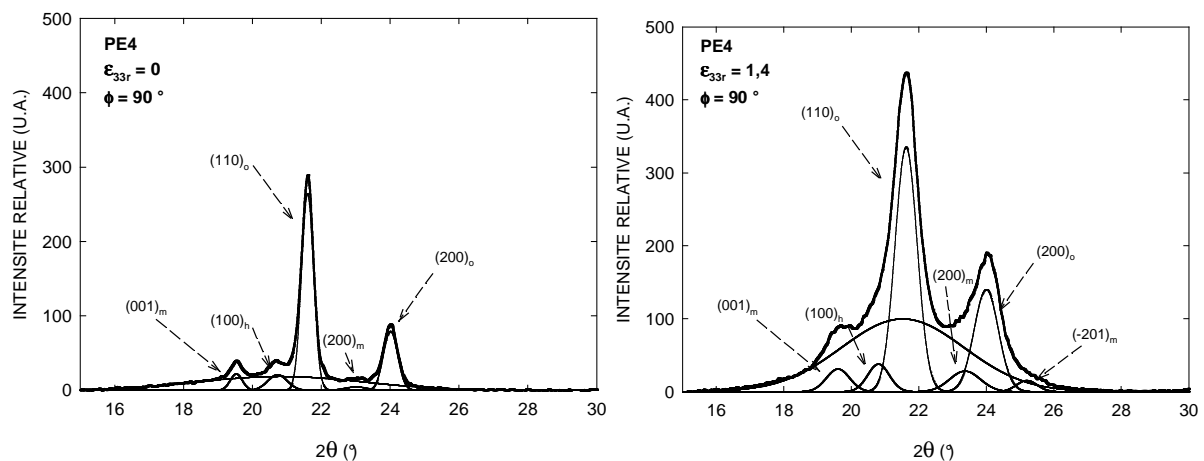 500
400
300
200
100
0
INTENSITE RELATIVE (U.A.)
PE4
ε33r = 0
ϕ = 90 °
(110)o
(200)o
(001)m
(100)h
(200)m
16 18 20 22 24 26 28 30
2θ (°)
500
400
300
200
100
0
INTENSITE RELATIVE (U.A.)
PE4
ε33r = 1,4
ϕ = 90 °
(110)o
(200)o
(200)m
(001)m
(100)h
(-201)m
16 18 20 22 24 26 28 30
2θ (°)